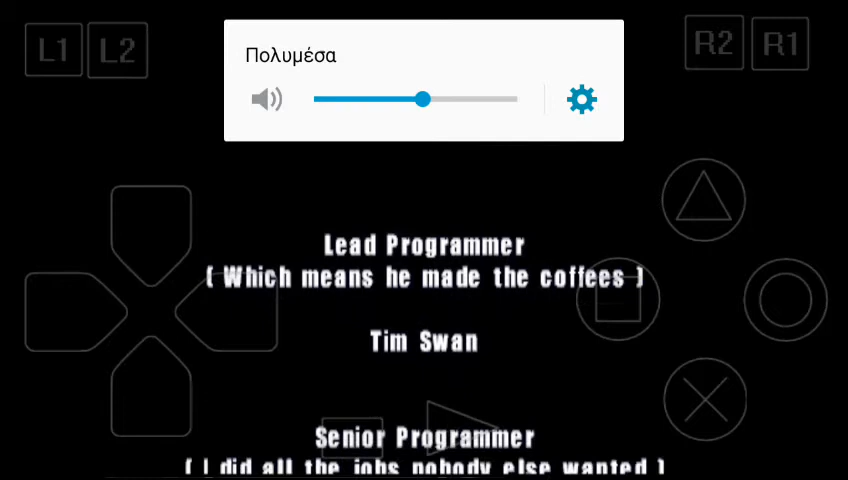 L1 L2 R2 R1
Πολυμέσα
Lead Programmer
( Which means he made the coffees )
Tim Swan
Senior Programmer
( I did all the jobs nobody else wanted )